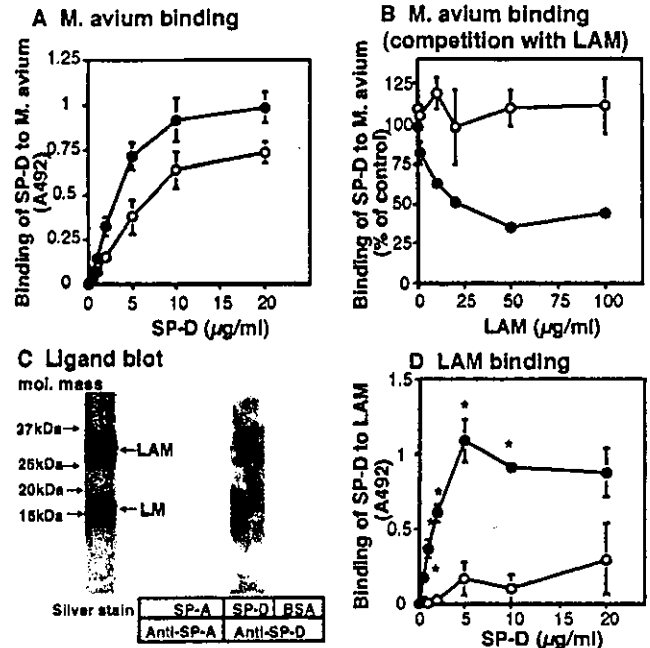 A M. avium binding
Binding of SP-D to M. avium
(A492)
1.25
1
0.75
0.5
0.25
0
0 5 10 15 20
SP-D (µg/ml)
B M. avium binding
(competition with LAM)
Binding of SP-D to M. avium
(% of control)
125
100
75
50
25
0
0 25 50 75 100
LAM (µg/ml)
C Ligand blot
mol. mass
37kDa
25kDa
20kDa
15kDa
LAM
LM
Silver stain
SP-A SP-D BSA
Anti-SP-A Anti-SP-D
D LAM binding
Binding of SP-D to LAM
(A492)
1.5
1
0.5
0
0 5 10 15 20
SP-D (µg/ml)